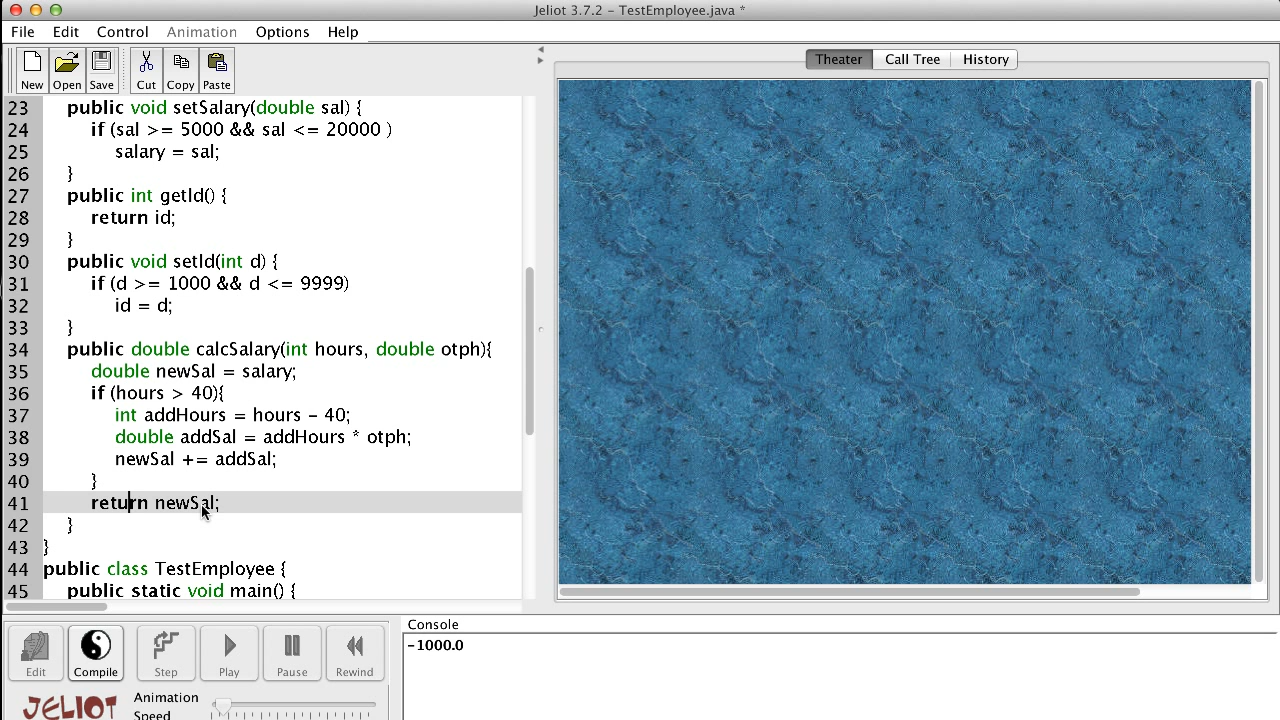 Jeliot 3.7.2 - TestEmployee.java *
File Edit Control Animation Options Help
New Open Save Cut Copy Paste
Theater Call Tree History
23 public void setSalary(double sal) {
24 if (sal >= 5000 && sal <= 20000 )
25 salary = sal;
26 }
27 public int getId() {
28 return id;
29 }
30 public void setId(int d) {
31 if (d >= 1000 && d <= 9999)
32 id = d;
33 }
34 public double calcSalary(int hours, double otph){
35 double newSal = salary;
36 if (hours > 40){
37 int addHours = hours - 40;
38 double addSal = addHours * otph;
39 newSal += addSal;
40 }
41 return newSal;
42 }
43 }
44 public class TestEmployee {
45 public static void main() {
Console
-1000.0
Edit Compile Step Play Pause Rewind
JELIOT
Animation
Speed